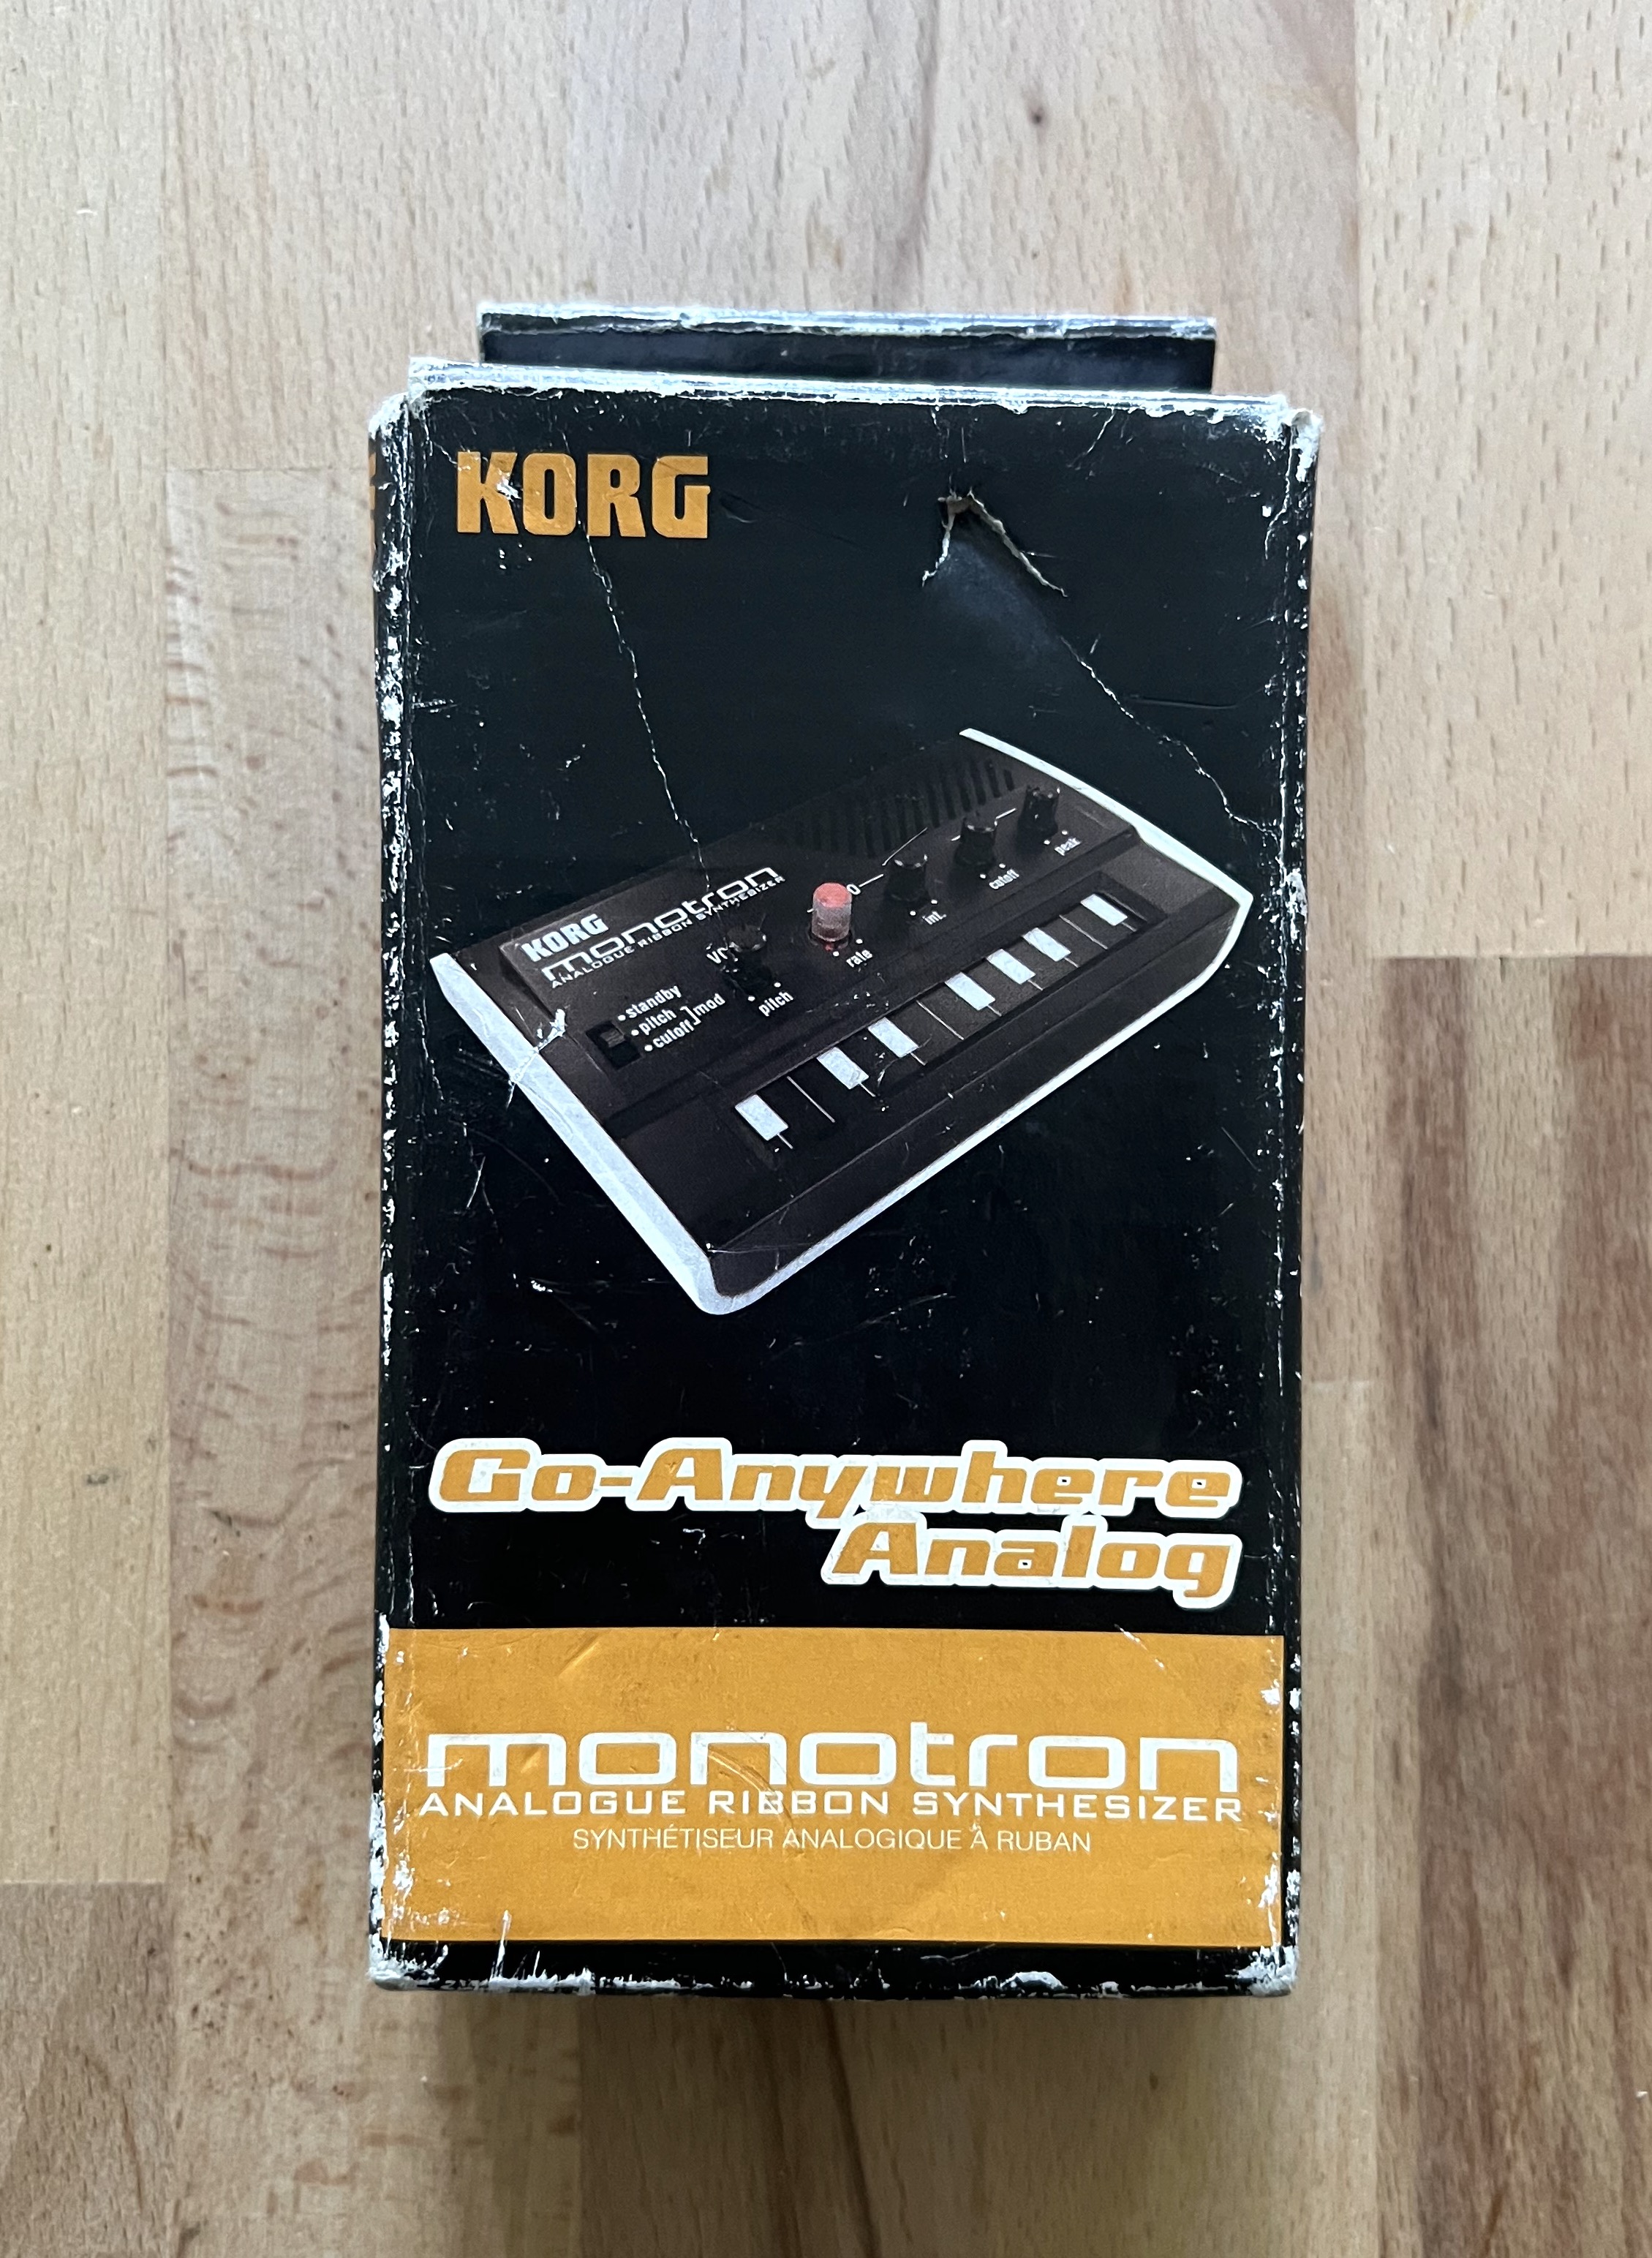 KORG
KORG
monotron
ANALOGUE RIBBON SYNTHESIZER
standby
pitch
cutoff
mod
pitch
rate
int.
cutoff
peak
Go-Anywhere
Analog
monotron
ANALOGUE RIBBON SYNTHESIZER
SYNTHÉTISEUR ANALOGIQUE À RUBAN